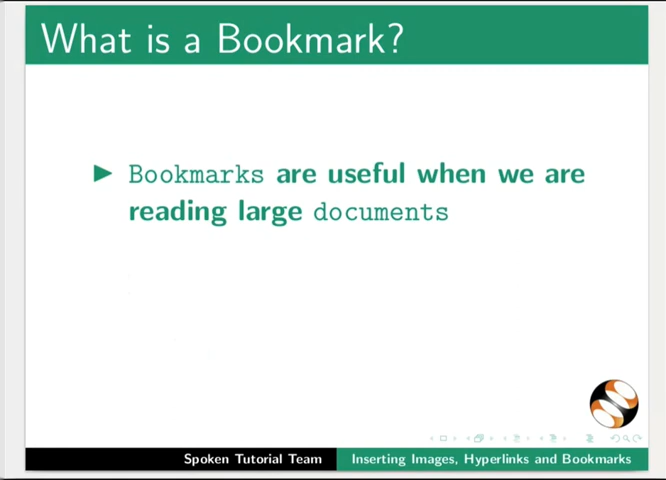 What is a Bookmark?
Bookmarks are useful when we are
reading large documents
Spoken Tutorial Team
Inserting Images, Hyperlinks and Bookmarks